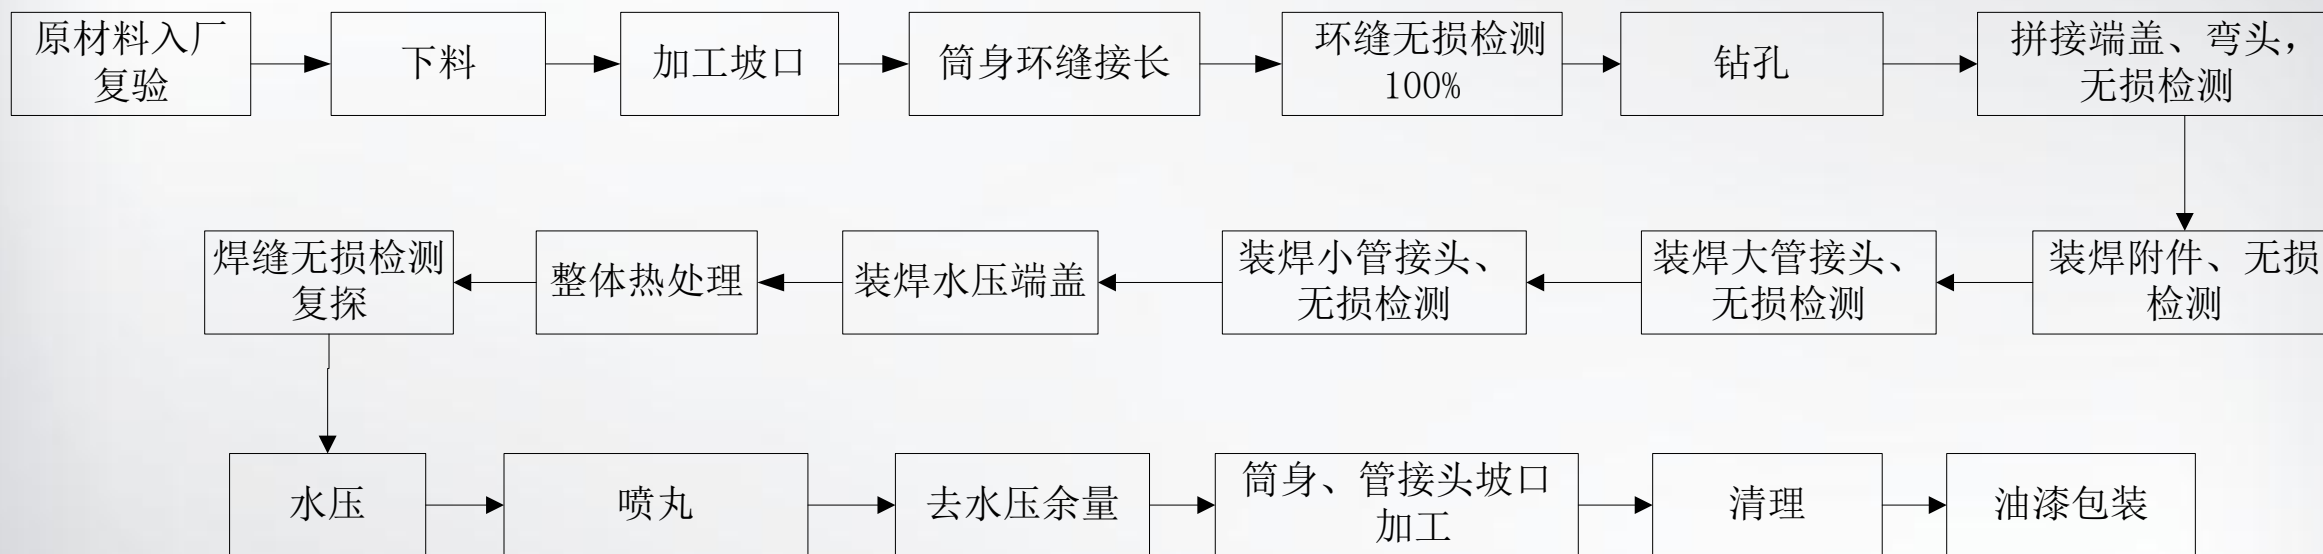 原材料入厂
复验
下料
加工坡口
筒身环缝接长
环缝无损检测
100%
钻孔
拼接端盖、弯头，
无损检测
装焊附件、无损
检测
装焊大管接头、
无损检测
装焊小管接头、
无损检测
装焊水压端盖
整体热处理
焊缝无损检测
复探
水压
喷丸
去水压余量
筒身、管接头坡口
加工
清理
油漆包装